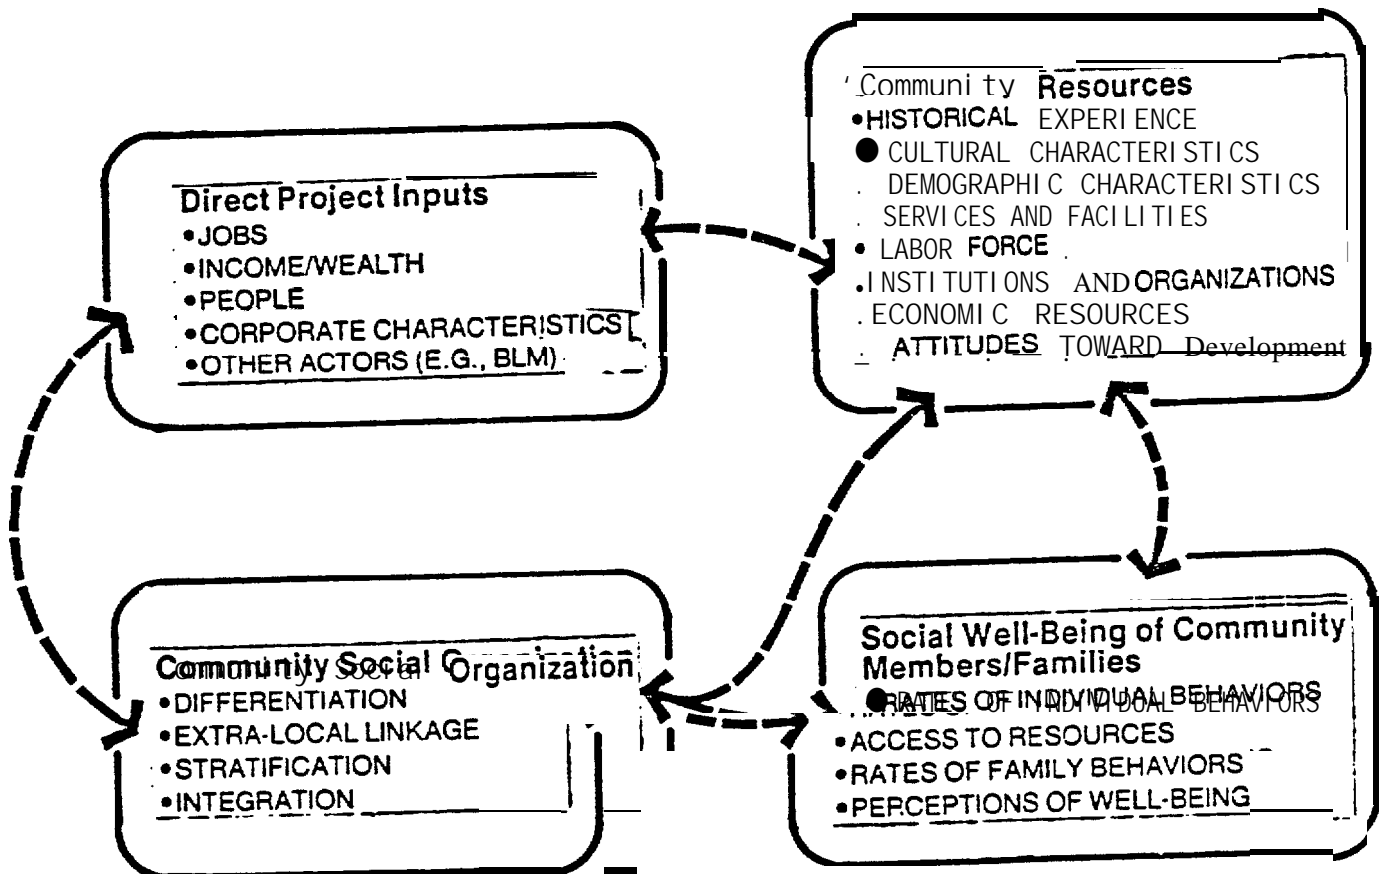 Direct Project Inputs
•JOBS
•INCOME/WEALTH
•PEOPLE
•CORPORATE CHARACTERISTICS
•OTHER ACTORS (E.G., BLM)
Community Resources
•HISTORICAL EXPERIENCE
● CULTURAL CHARACTERISTICS
. DEMOGRAPHIC CHARACTERISTICS
. SERVICES AND FACILITIES
• LABOR FORCE
.INSTITUTIONS AND ORGANIZATIONS
.ECONOMIC RESOURCES
. ATTITUDES TOWARD Development
Community Social Organization
•DIFFERENTIATION
•EXTRA-LOCAL LINKAGE
•STRATIFICATION
•INTEGRATION
Social Well-Being of Community
Members/Families
●RATES OF INDIVIDUAL BEHAVIORS
•ACCESS TO RESOURCES
•RATES OF FAMILY BEHAVIORS
•PERCEPTIONS OF WELL-BEING